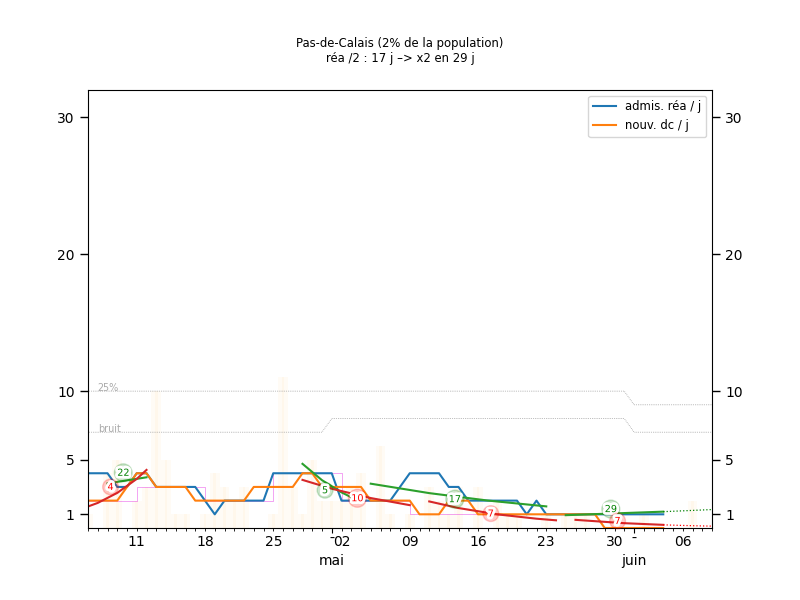 Pas-de-Calais (2% de la population)
réa /2 : 17 j –> x2 en 29 j
admis. réa / j
nouv. dc / j
30 30
20 20
10 10
5 5
1 1
25%
bruit
4 22 5 10 17 7 29 7
11 18 25 02 09 16 23 30 06
mai juin